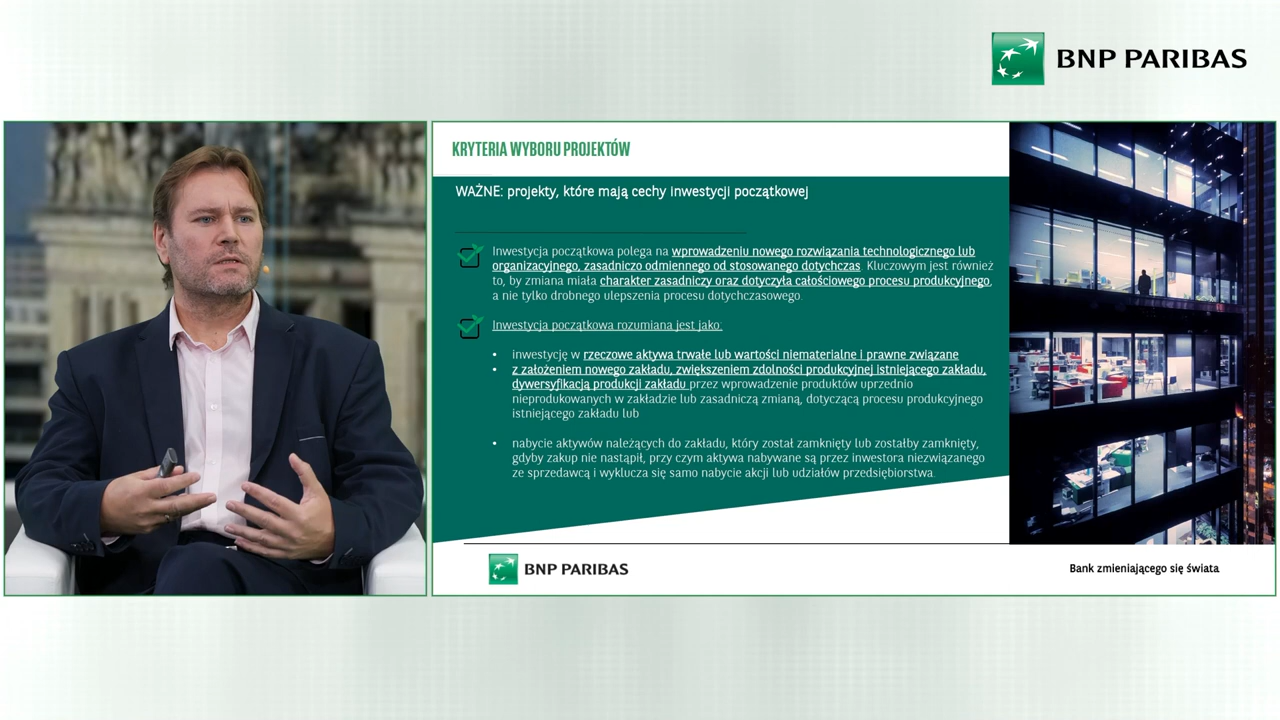 BNP PARIBAS
KRYTERIA WYBORU PROJEKTÓW
WAŻNE: projekty, które mają cechy inwestycji początkowej
Inwestycja początkowa polega na wprowadzeniu nowego rozwiązania technologicznego lub
organizacyjnego, zasadniczo odmiennego od stosowanego dotychczas. Kluczowym jest również
to, by zmiana miała charakter zasadniczy oraz dotyczyła całościowego procesu produkcyjnego,
a nie tylko drobnego ulepszenia procesu dotychczasowego.
Inwestycja początkowa rozumiana jest jako:
• inwestycję w rzeczowe aktywa trwałe lub wartości niematerialne i prawne związane
• z założeniem nowego zakładu, zwiększeniem zdolności produkcyjnej istniejącego zakładu,
dywersyfikacją produkcji zakładu przez wprowadzenie produktów uprzednio
nieprodukowanych w zakładzie lub zasadniczą zmianą, dotyczącą procesu produkcyjnego
istniejącego zakładu lub
• nabycie aktywów należących do zakładu, który został zamknięty lub zostałby zamknięty,
gdyby zakup nie nastąpił, przy czym aktywa nabywane są przez inwestora niezwiązanego
ze sprzedawcą i wyklucza się samo nabycie akcji lub udziałów przedsiębiorstwa.
BNP PARIBAS
Bank zmieniającego się świata